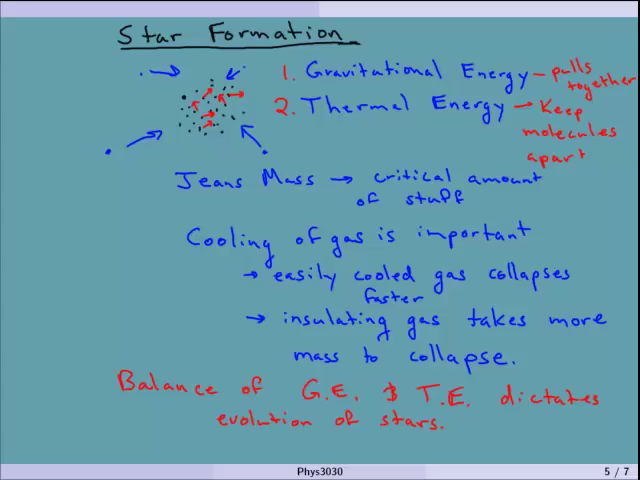 Star Formation
1. Gravitational Energy – pulls together
2. Thermal Energy → Keep molecules apart
Jeans Mass → critical amount
of stuff
Cooling of gas is important
→ easily cooled gas collapses
faster
→ insulating gas takes more
mass to collapse.
Balance of G.E. & T.E. dictates
evolution of stars.
Phys3030
5 / 7